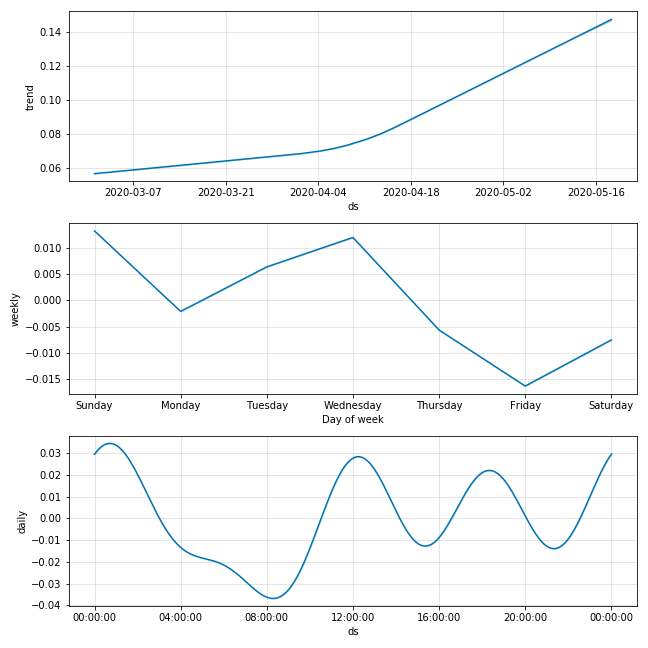 0.14
0.12
0.10
0.08
0.06
trend
2020-03-07 2020-03-21 2020-04-04 2020-04-18 2020-05-02 2020-05-16
ds
0.010
0.005
0.000
−0.005
−0.010
−0.015
weekly
Sunday Monday Tuesday Wednesday Thursday Friday Saturday
Day of week
0.03
0.02
0.01
0.00
−0.01
−0.02
−0.03
−0.04
daily
00:00:00 04:00:00 08:00:00 12:00:00 16:00:00 20:00:00 00:00:00
ds